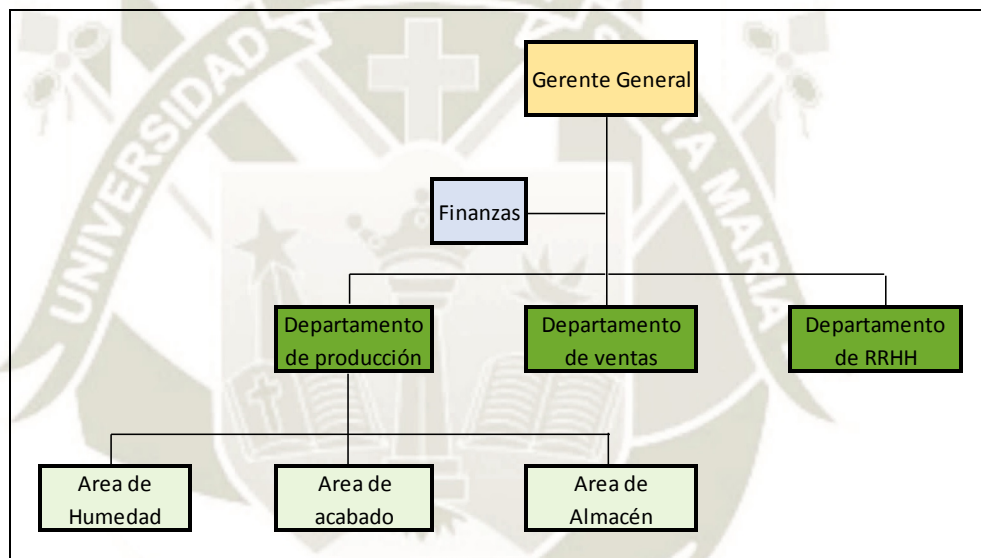 UNIVERSIDAD
TA MARIA
Gerente General
Finanzas
Departamento
de producción
Departamento
de ventas
Departamento
de RRHH
Area de
Humedad
Area de
acabado
Area de
Almacén